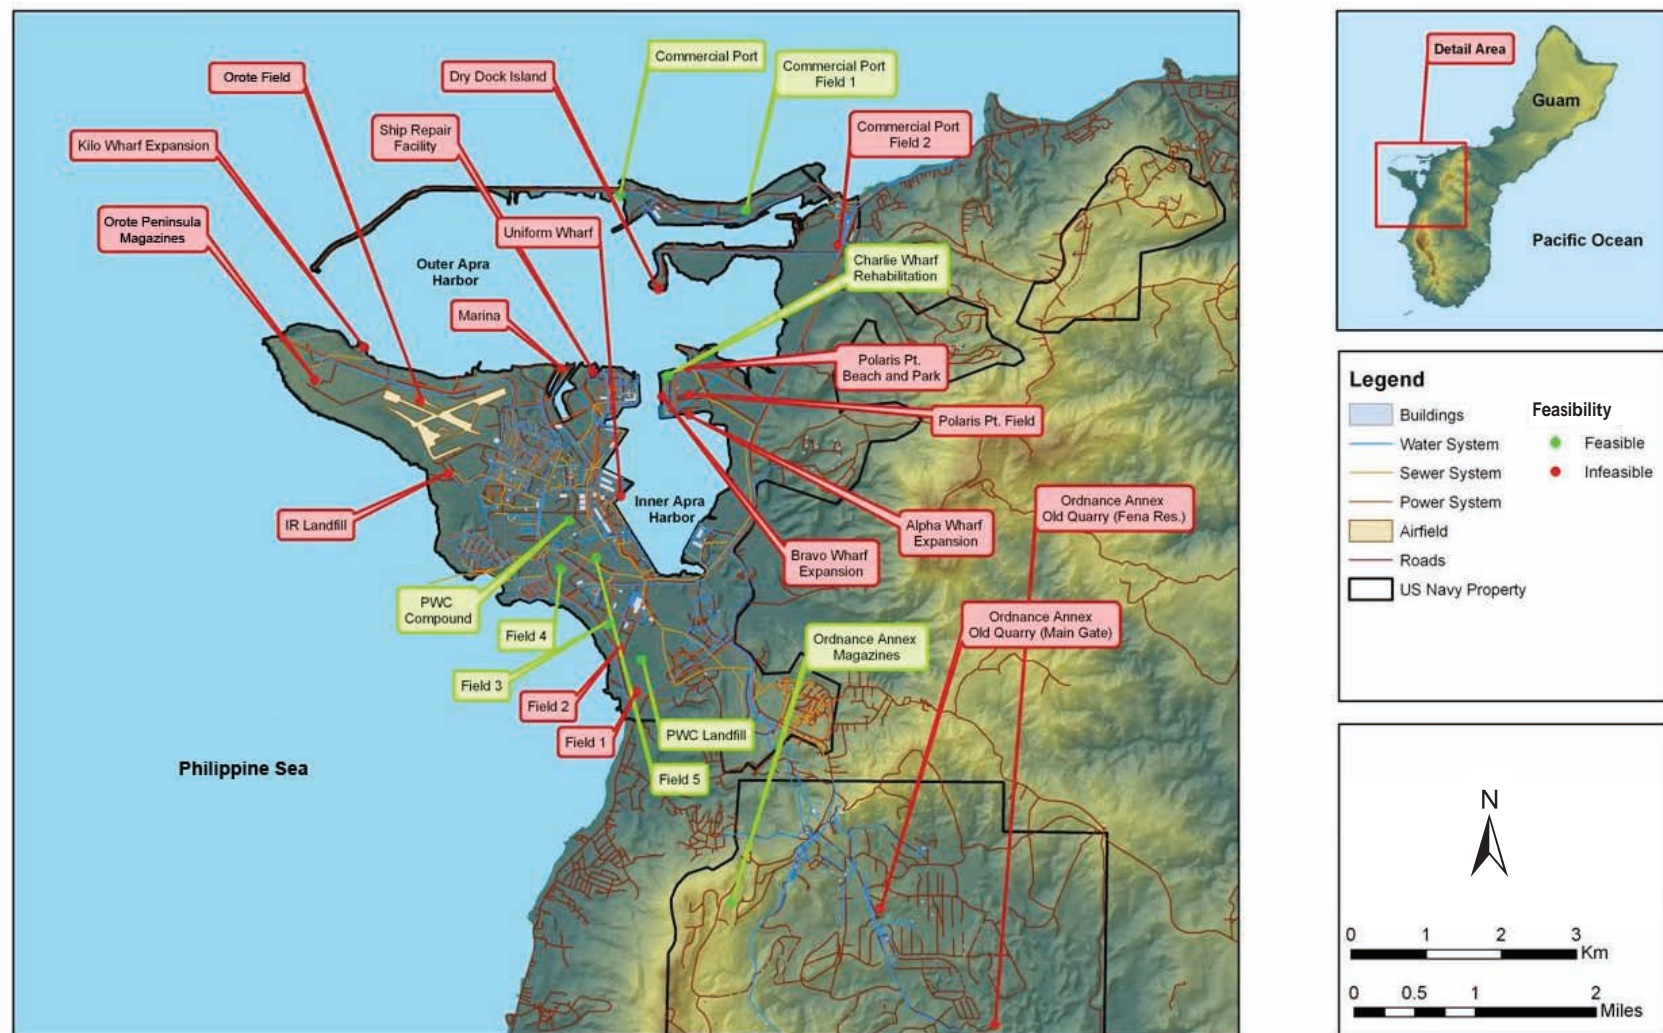 Orote Field
Dry Dock Island
Commercial Port
Commercial Port
Field 1
Kilo Wharf Expansion
Ship Repair
Facility
Commercial Port
Field 2
Orote Peninsula
Magazines
Uniform Wharf
Outer Apra
Harbor
Charlie Wharf
Rehabilitation
Marina
Polaris Pt.
Beach and Park
Polaris Pt. Field
IR Landfill
Inner Apra
Harbor
Alpha Wharf
Expansion
Ordnance Annex
Old Quarry (Fena Res.)
Bravo Wharf
Expansion
PWC
Compound
Field 4
Ordnance Annex
Magazines
Ordnance Annex
Old Quarry (Main Gate)
Field 3
Field 2
Field 1
PWC Landfill
Field 5
Philippine Sea
Detail Area
Guam
Pacific Ocean
Legend
Buildings
Water System
Sewer System
Power System
Airfield
Roads
US Navy Property
Feasibility
Feasible
Infeasible
N
0 1 2 3
Km
0 0.5 1 2
Miles